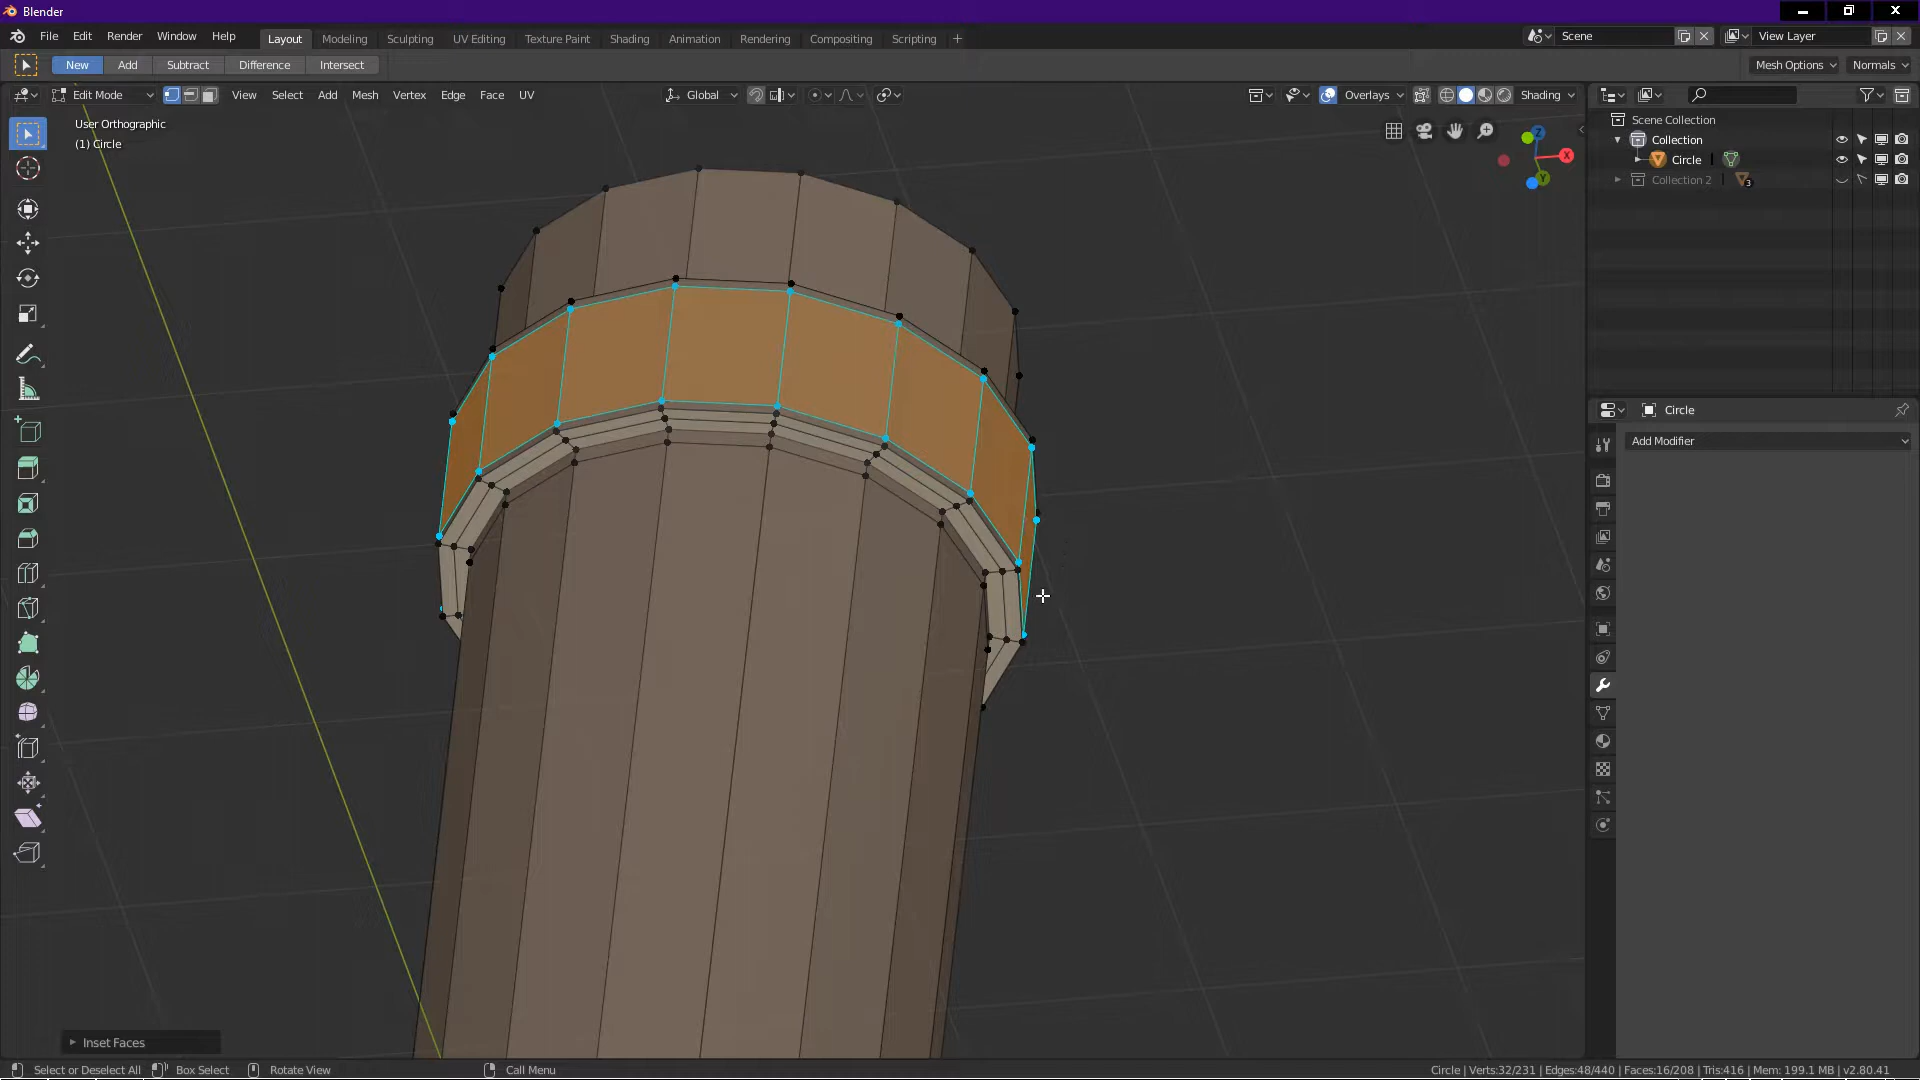 Blender
File Edit Render Window Help Layout Modeling Sculpting UV Editing Texture Paint Shading Animation Rendering Compositing Scripting + Scene View Layer
New Add Subtract Difference Intersect Mesh Options Normals
Edit Mode View Select Add Mesh Vertex Edge Face UV Global Overlays Shading
User Orthographic
(1) Circle
Z
X
Y
Scene Collection
Collection
Circle
Collection 2 3
Circle
Add Modifier
Inset Faces
Select or Deselect All Box Select Rotate View Call Menu Circle | Verts:32/231 | Edges:48/440 | Faces:16/208 | Tris:416 | Mem: 199.1 MB | v2.80.41